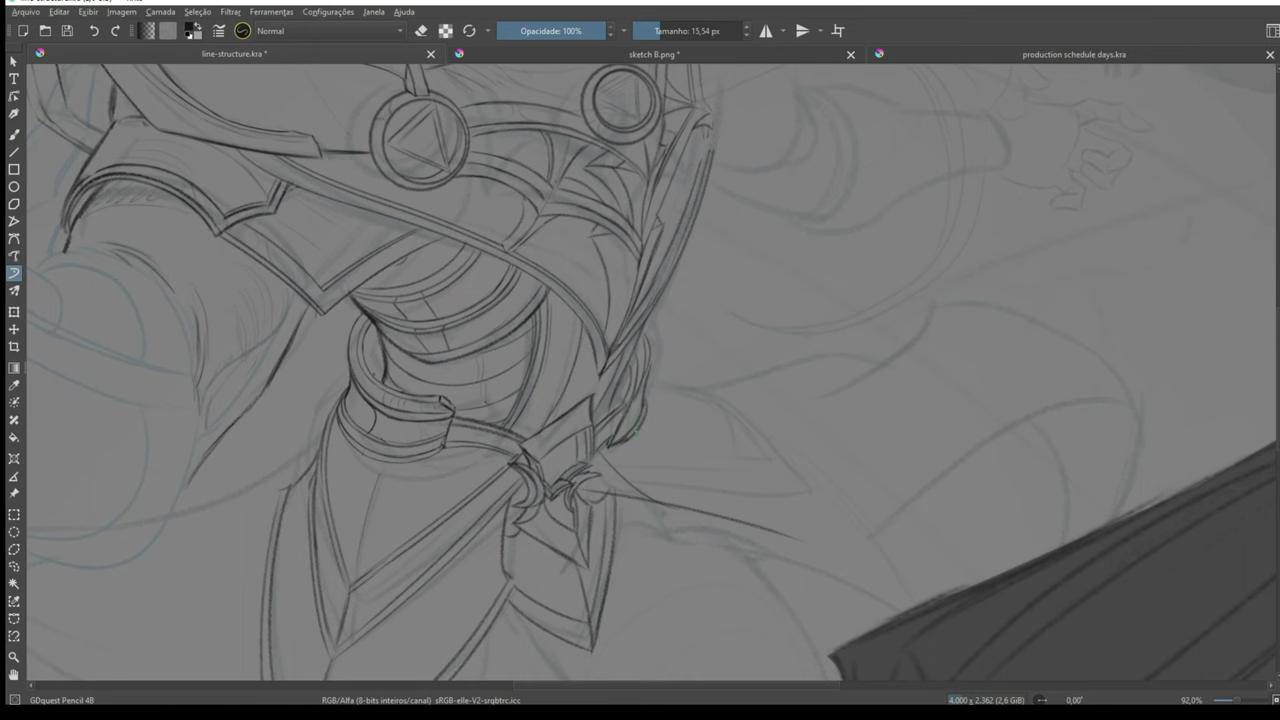 Arquivo Editar Exibir Imagem Camada Seleção Filtrar Ferramentas Configurações Janela Ajuda
Normal Opacidade: 100% Tamanho: 15,54 px
line-structure.kra * sketch B.png * production schedule days.kra
GDquest Pencil 4B RGB/Alfa (8-bits inteiros/canal) sRGB-elle-V2-srgbtrc.icc 4.000 x 2.362 (2,6 GiB) 0,00° 92,0%